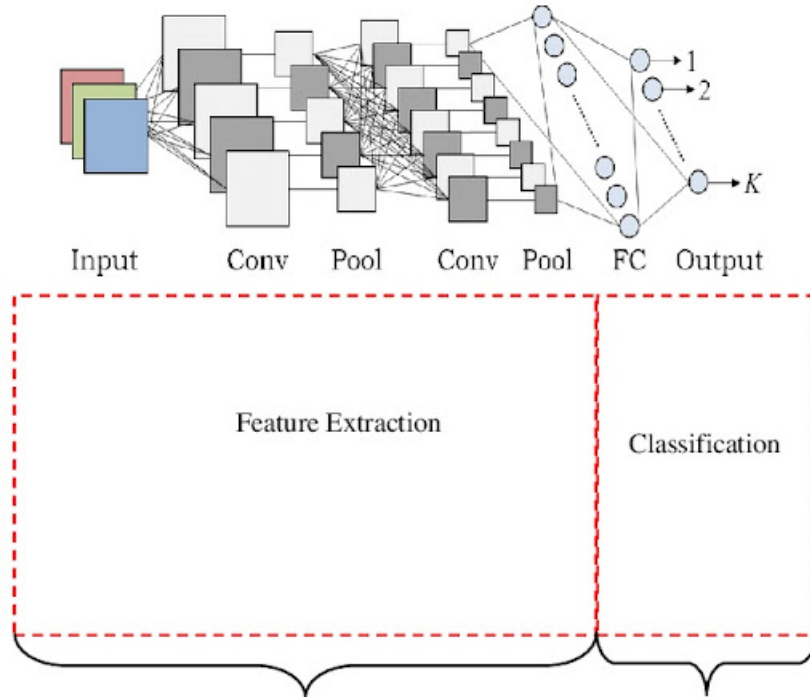 1
2
K
Input Conv Pool Conv Pool FC Output
Feature Extraction
Classification